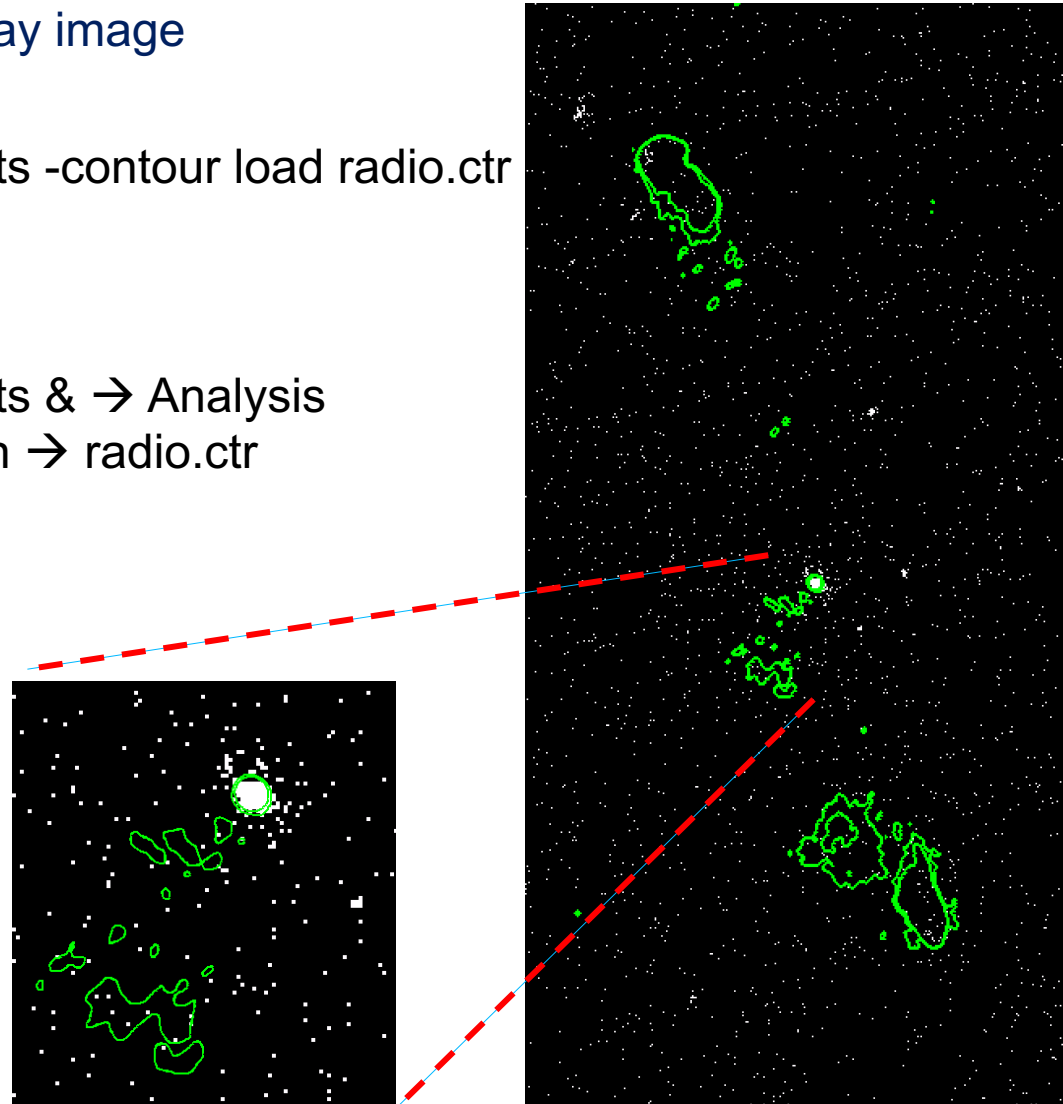 ay image
ts -contour load radio.ctr
ts & → Analysis
n → radio.ctr